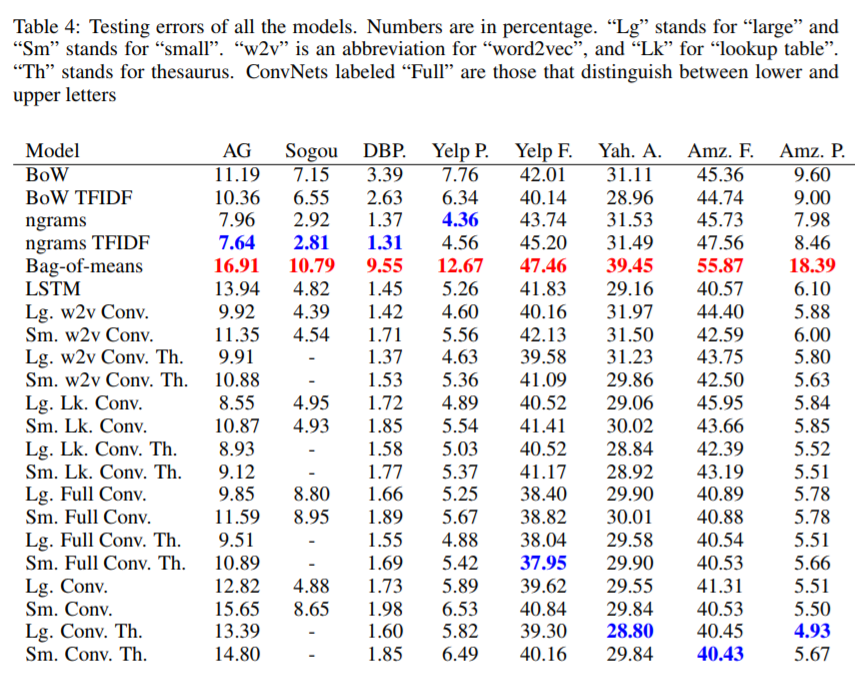 Table 4: Testing errors of all the models. Numbers are in percentage. “Lg” stands for “large” and
“Sm” stands for “small”. “w2v” is an abbreviation for “word2vec”, and “Lk” for “lookup table”.
“Th” stands for thesaurus. ConvNets labeled “Full” are those that distinguish between lower and
upper letters
Model AG Sogou DBP. Yelp P. Yelp F. Yah. A. Amz. F. Amz. P.
BoW 11.19 7.15 3.39 7.76 42.01 31.11 45.36 9.60
BoW TFIDF 10.36 6.55 2.63 6.34 40.14 28.96 44.74 9.00
ngrams 7.96 2.92 1.37 4.36 43.74 31.53 45.73 7.98
ngrams TFIDF 7.64 2.81 1.31 4.56 45.20 31.49 47.56 8.46
Bag-of-means 16.91 10.79 9.55 12.67 47.46 39.45 55.87 18.39
LSTM 13.94 4.82 1.45 5.26 41.83 29.16 40.57 6.10
Lg. w2v Conv. 9.92 4.39 1.42 4.60 40.16 31.97 44.40 5.88
Sm. w2v Conv. 11.35 4.54 1.71 5.56 42.13 31.50 42.59 6.00
Lg. w2v Conv. Th. 9.91 - 1.37 4.63 39.58 31.23 43.75 5.80
Sm. w2v Conv. Th. 10.88 - 1.53 5.36 41.09 29.86 42.50 5.63
Lg. Lk. Conv. 8.55 4.95 1.72 4.89 40.52 29.06 45.95 5.84
Sm. Lk. Conv. 10.87 4.93 1.85 5.54 41.41 30.02 43.66 5.85
Lg. Lk. Conv. Th. 8.93 - 1.58 5.03 40.52 28.84 42.39 5.52
Sm. Lk. Conv. Th. 9.12 - 1.77 5.37 41.17 28.92 43.19 5.51
Lg. Full Conv. 9.85 8.80 1.66 5.25 38.40 29.90 40.89 5.78
Sm. Full Conv. 11.59 8.95 1.89 5.67 38.82 30.01 40.88 5.78
Lg. Full Conv. Th. 9.51 - 1.55 4.88 38.04 29.58 40.54 5.51
Sm. Full Conv. Th. 10.89 - 1.69 5.42 37.95 29.90 40.53 5.66
Lg. Conv. 12.82 4.88 1.73 5.89 39.62 29.55 41.31 5.51
Sm. Conv. 15.65 8.65 1.98 6.53 40.84 29.84 40.53 5.50
Lg. Conv. Th. 13.39 - 1.60 5.82 39.30 28.80 40.45 4.93
Sm. Conv. Th. 14.80 - 1.85 6.49 40.16 29.84 40.43 5.67